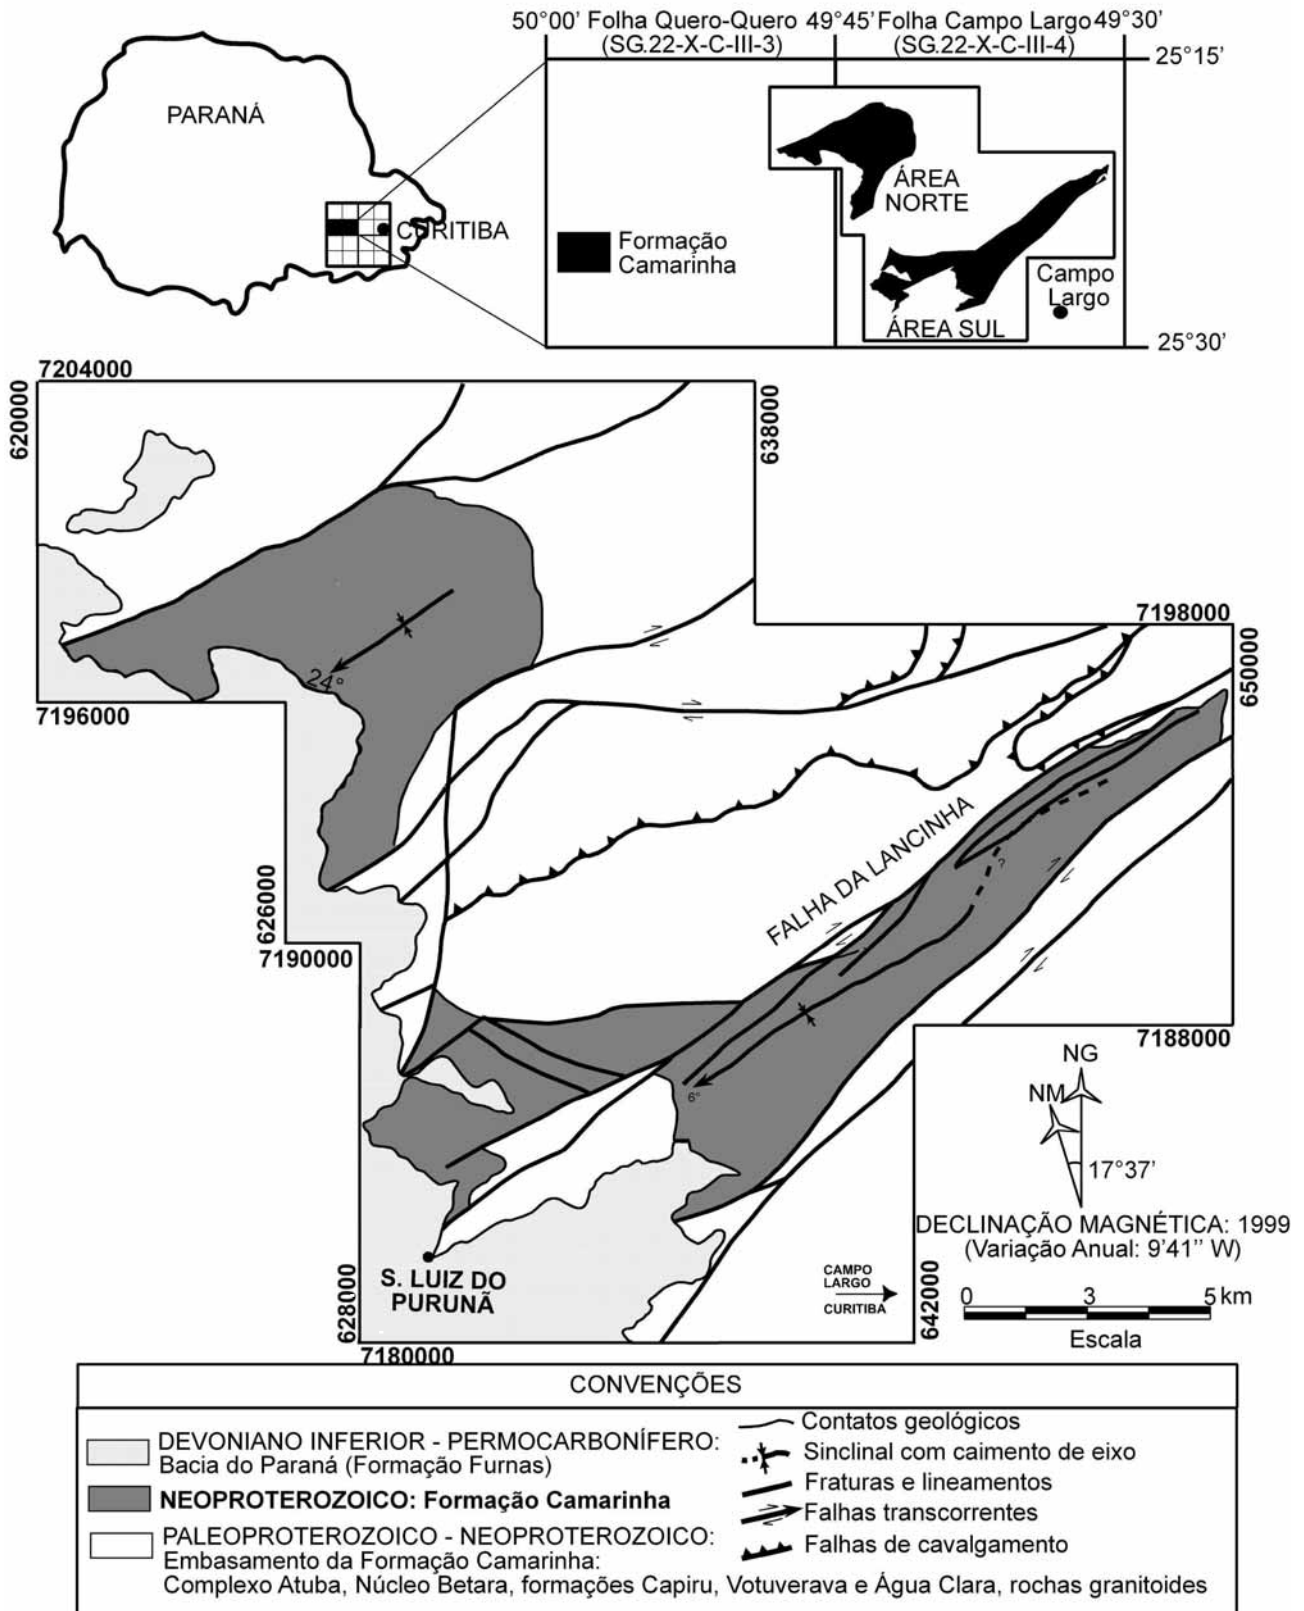 50°00’ Folha Quero-Quero 49°45’ Folha Campo Largo 49°30’
(SG.22-X-C-III-3) (SG.22-X-C-III-4)
25°15’
PARANÁ
CURITIBA
ÁREA
NORTE
Formação
Camarinha
Campo
Largo
ÁREA SUL
25°30’
7204000
620000
638000
24°
7196000
7198000
650000
FALHA DA LANCINHA
?
626000
7190000
6°
7188000
NG
NM
17°37’
DECLINAÇÃO MAGNÉTICA: 1999
(Variação Anual: 9’41’’ W)
S. LUIZ DO
PURUNÃ
CAMPO
LARGO
CURITIBA
628000
642000
0 3 5 km
Escala
7180000
CONVENÇÕES
DEVONIANO INFERIOR - PERMOCARBONÍFERO:
Bacia do Paraná (Formação Furnas)
NEOPROTEROZOICO: Formação Camarinha
PALEOPROTEROZOICO - NEOPROTEROZOICO:
Embasamento da Formação Camarinha:
Complexo Atuba, Núcleo Betara, formações Capiru, Votuverava e Água Clara, rochas granitoides
Contatos geológicos
Sinclinal com caimento de eixo
Fraturas e lineamentos
Falhas transcorrentes
Falhas de cavalgamento